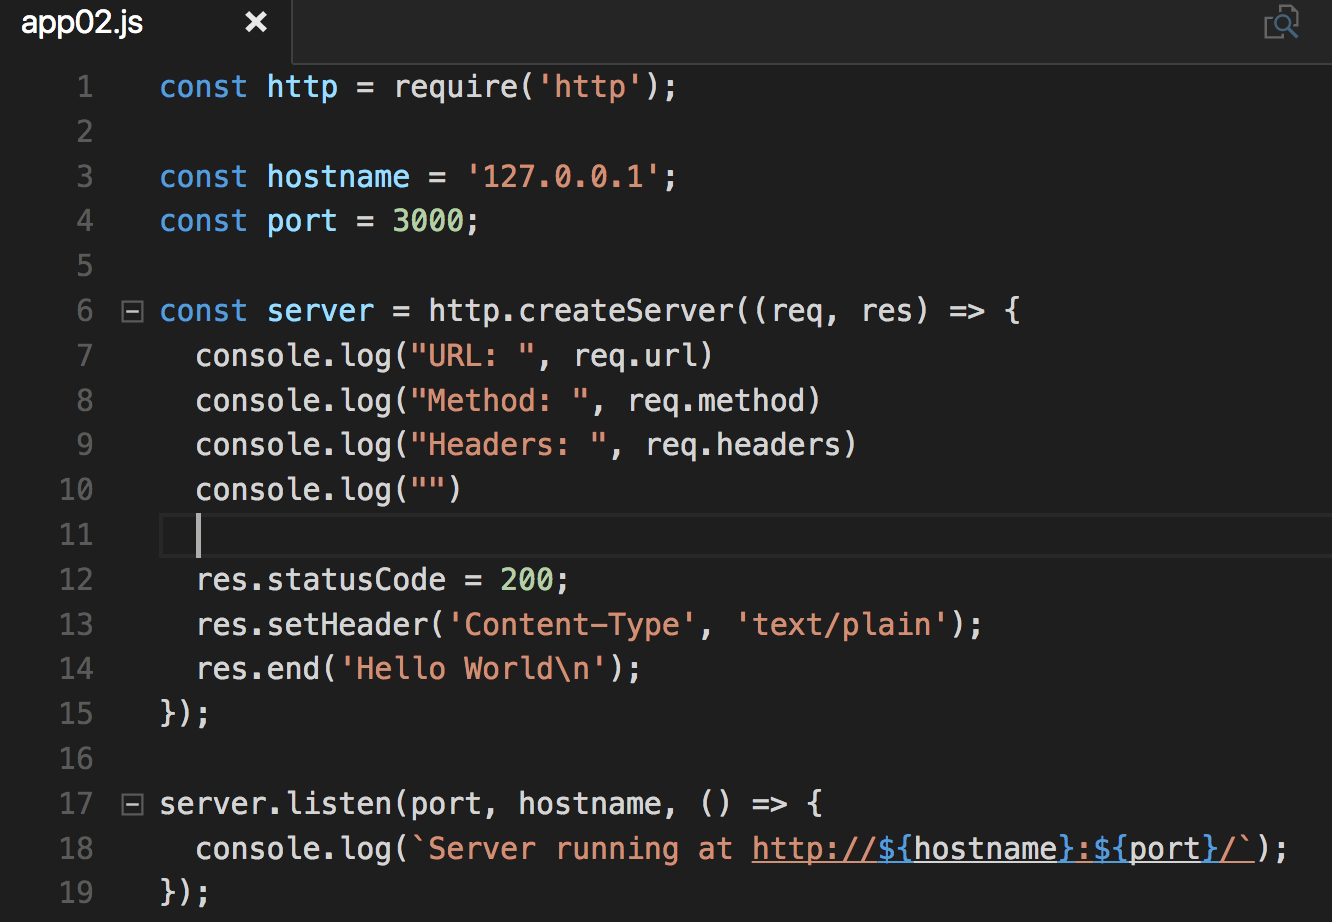 app02.js
1 const http = require('http');
2
3 const hostname = '127.0.0.1';
4 const port = 3000;
5
6 const server = http.createServer((req, res) => {
7   console.log("URL: ", req.url)
8   console.log("Method: ", req.method)
9   console.log("Headers: ", req.headers)
10   console.log("")
11
12   res.statusCode = 200;
13   res.setHeader('Content-Type', 'text/plain');
14   res.end('Hello World\n');
15 });
16
17 server.listen(port, hostname, () => {
18   console.log(`Server running at http://${hostname}:${port}/`);
19 });